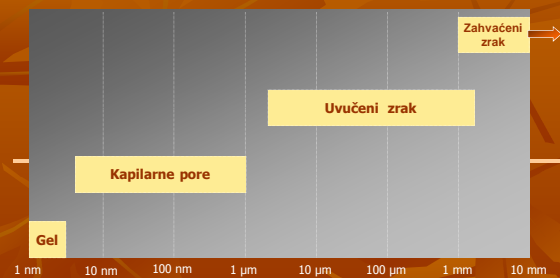 Zahvaćeni
zrak
Uvučeni zrak
Kapilarne pore
Gel
1 nm 10 nm 100 nm 1 µm 10 µm 100 µm 1 mm 10 mm